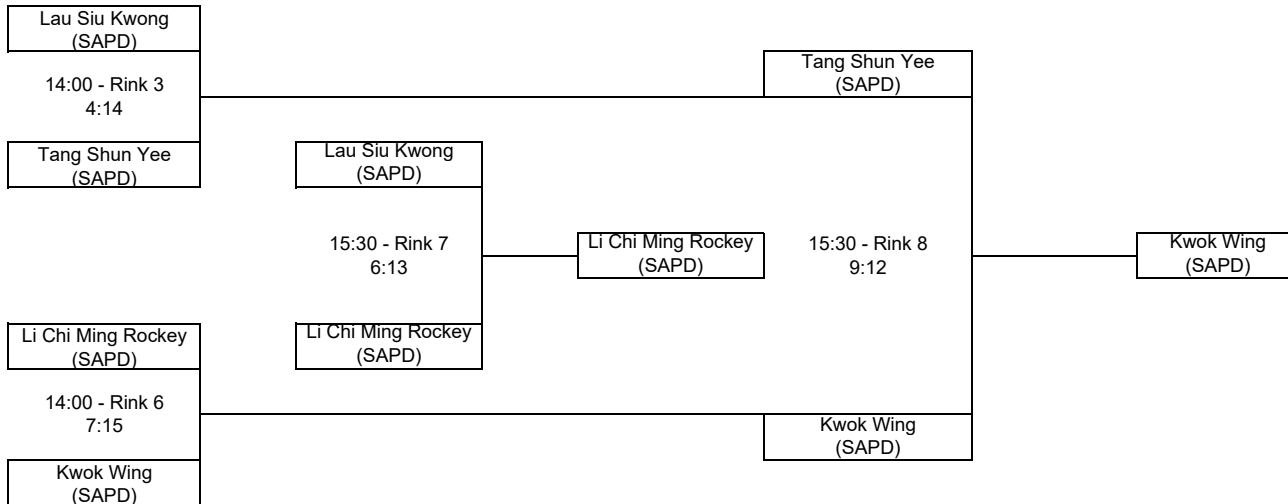 Lau Siu Kwong
(SAPD)
14:00 - Rink 3
4:14
Tang Shun Yee
(SAPD)
Lau Siu Kwong
(SAPD)
15:30 - Rink 7
6:13
Li Chi Ming Rockey
(SAPD)
Li Chi Ming Rockey
(SAPD)
Li Chi Ming Rockey
(SAPD)
14:00 - Rink 6
7:15
Kwok Wing
(SAPD)
Tang Shun Yee
(SAPD)
15:30 - Rink 8
9:12
Kwok Wing
(SAPD)
Kwok Wing
(SAPD)